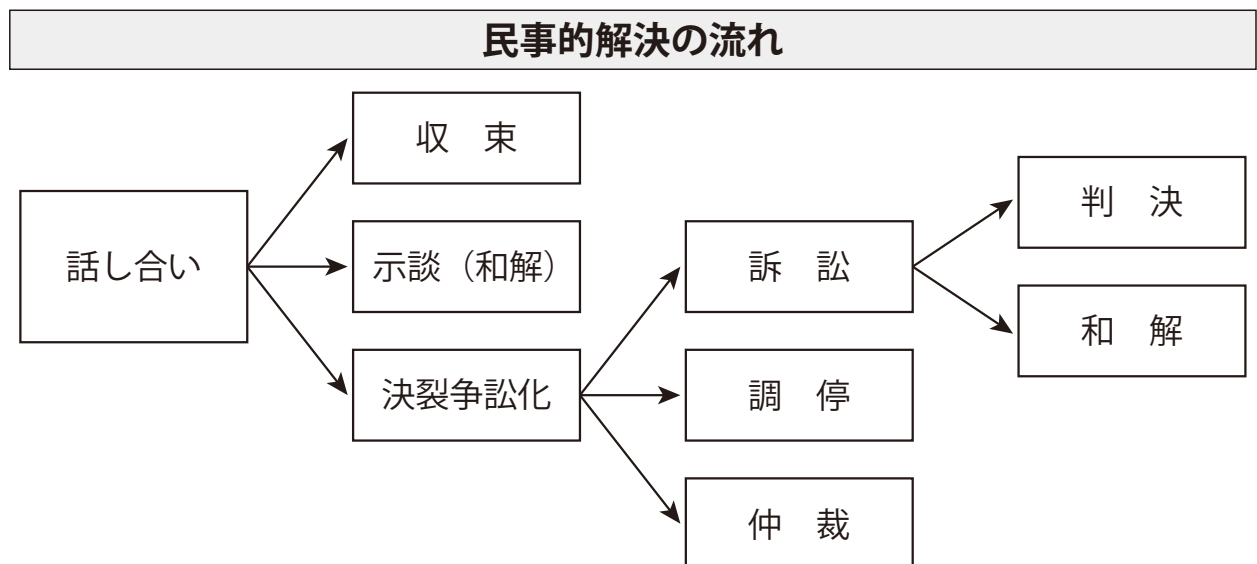 民事的解決の流れ
話し合い
収　束
示談（和解）
決裂争訟化
訴　訟
調　停
仲　裁
判　決
和　解